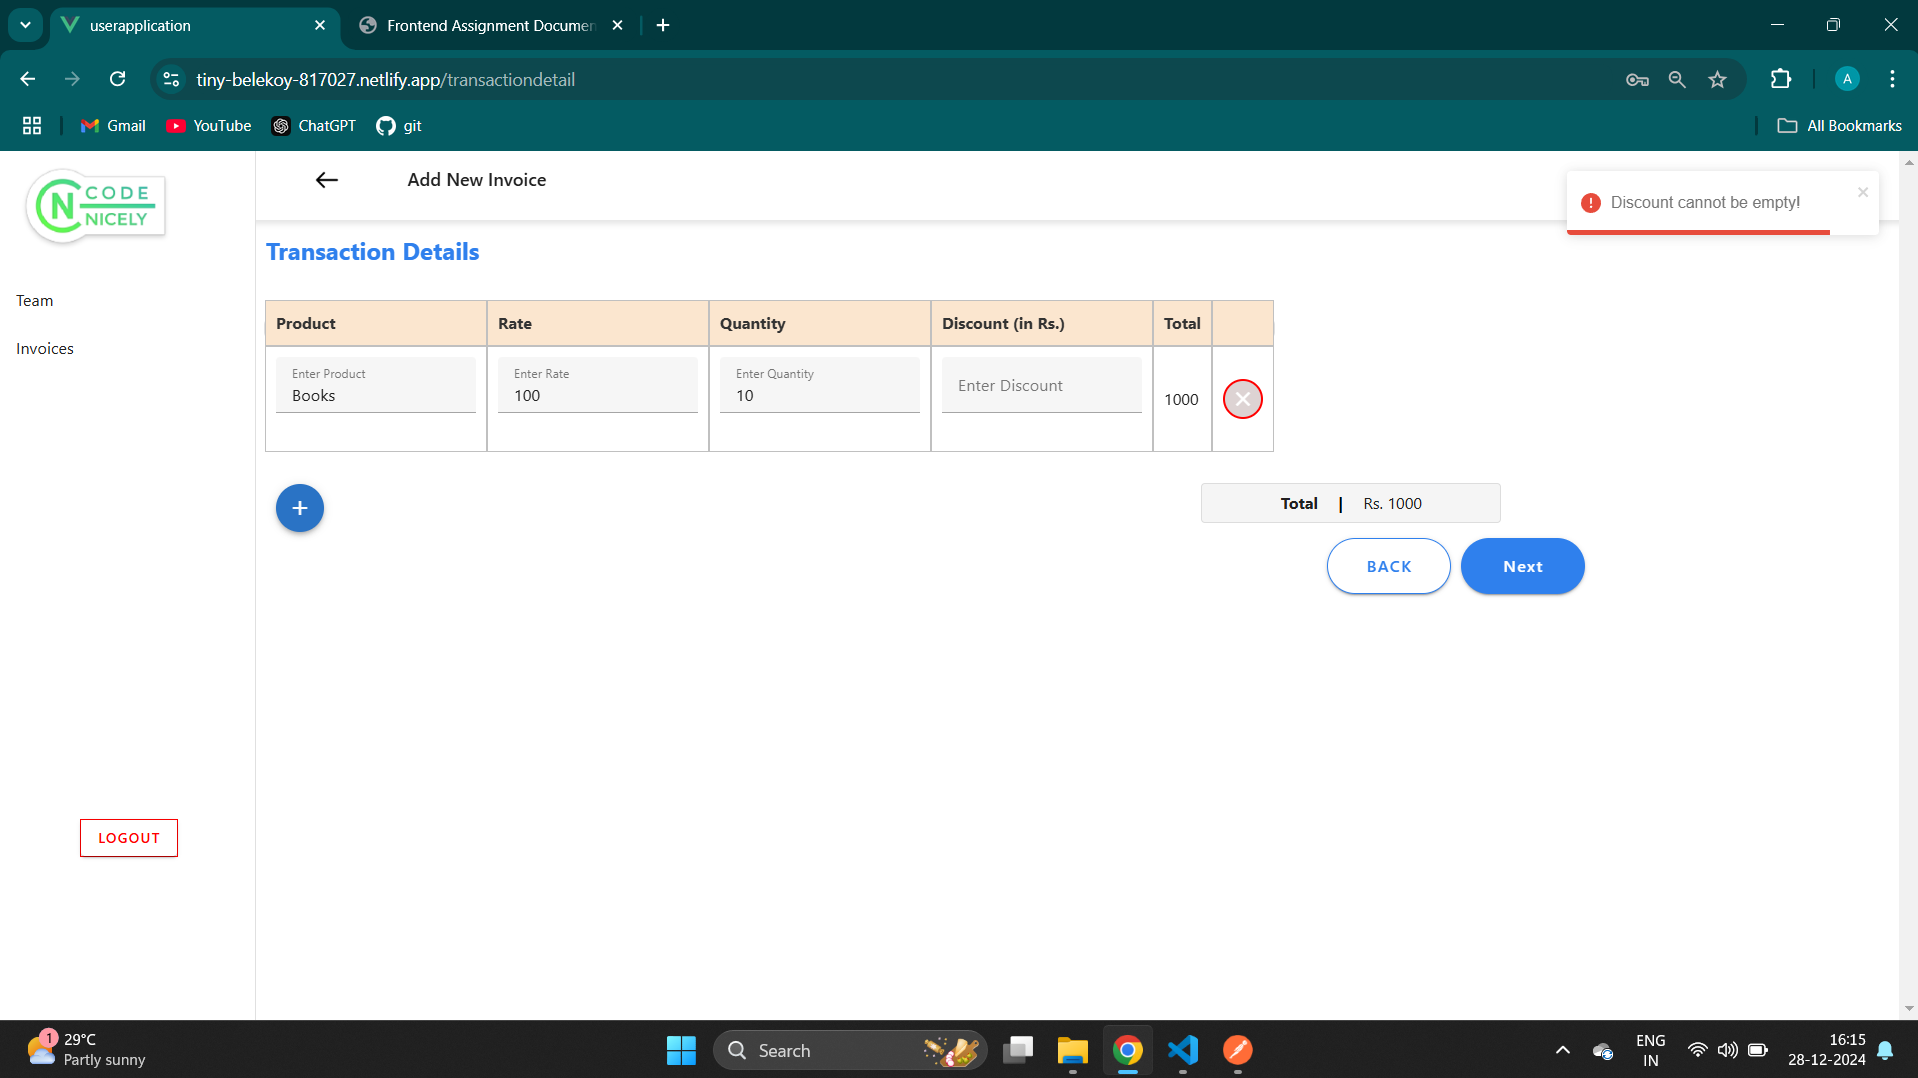 userapplication
Frontend Assignment Documen
tiny-belekoy-817027.netlify.app/transactiondetail
A
Gmail
YouTube
ChatGPT
git
All Bookmarks
N CODE
NICELY
Add New Invoice
Discount cannot be empty!
Transaction Details
Team
Invoices
Product Rate Quantity Discount (in Rs.) Total
Enter Product Enter Rate Enter Quantity Enter Discount
Books 100 10 1000
Total | Rs. 1000
BACK Next
LOGOUT
1
29°C
Partly sunny
Search
ENG
IN
16:15
28-12-2024